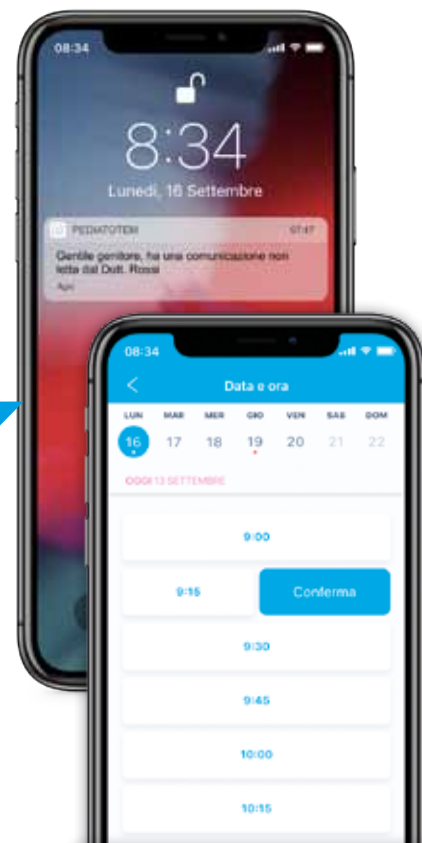 08:34
8:34
Lunedì, 16 Settembre
PEDIATOTEM 07:47
Gentile genitore, ha una comunicazione non
letta dal Dott. Rossi
Apri
08:34
Data e ora
LUN MAR MER GIO VEN SAB DOM
16 17 18 19 20 21 22
OGGI 13 SETTEMBRE
9:00
9:15 Conferma
9:30
9:45
10:00
10:15